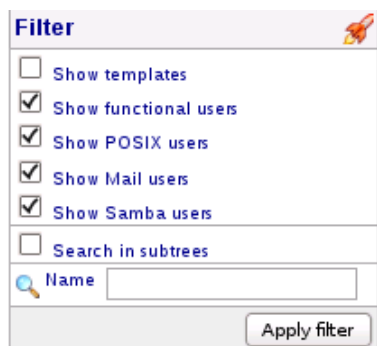 Filter
Show templates
Show functional users
Show POSIX users
Show Mail users
Show Samba users
Search in subtrees
Name
Apply filter